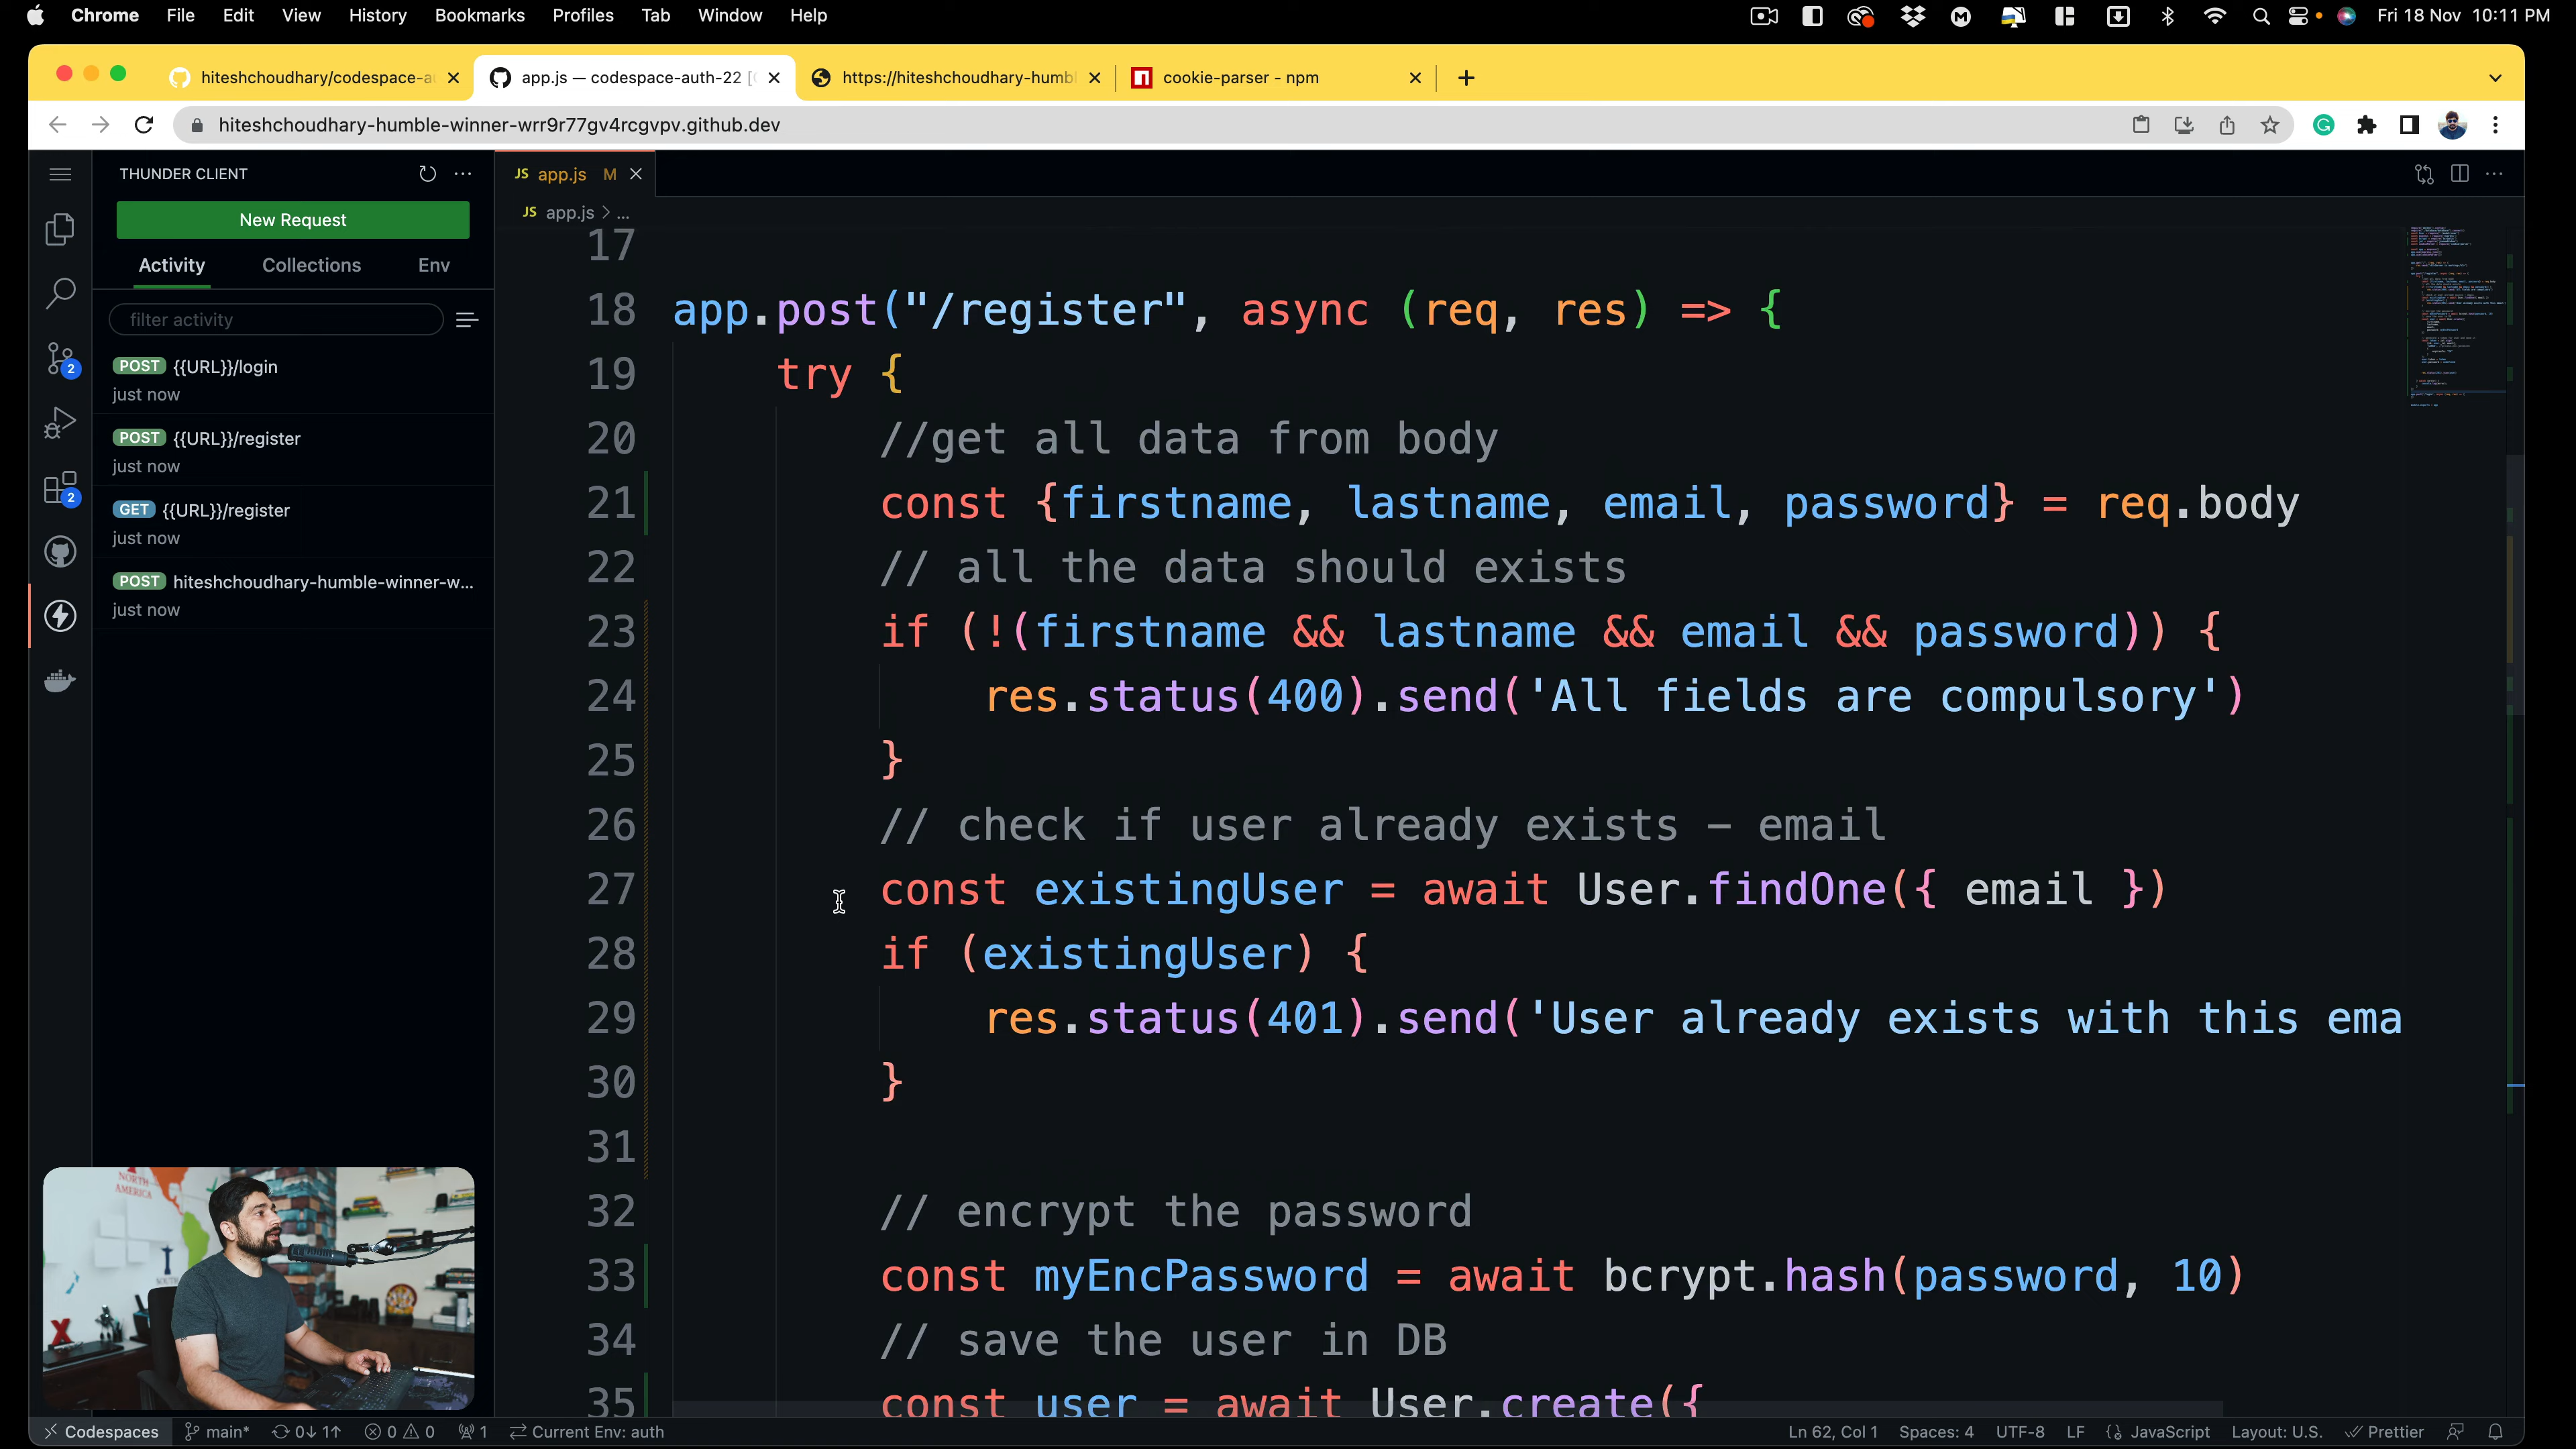 Chrome File Edit View History Bookmarks Profiles Tab Window Help
Fri 18 Nov 10:11 PM
hiteshchoudhary/codespace-a
app.js — codespace-auth-22
https://hiteshchoudhary-humb
cookie-parser - npm
hiteshchoudhary-humble-winner-wrr9r77gv4rcgvpv.github.dev
THUNDER CLIENT
New Request
Activity Collections Env
filter activity
POST {{URL}}/login
just now
POST {{URL}}/register
just now
GET {{URL}}/register
just now
POST hiteshchoudhary-humble-winner-w...
just now
2
2
JS app.js M
JS app.js > ...
17
18 app.post("/register", async (req, res) => {
19 try {
20 //get all data from body
21 const {firstname, lastname, email, password} = req.body
22 // all the data should exists
23 if (!(firstname && lastname && email && password)) {
24 res.status(400).send('All fields are compulsory')
25 }
26 // check if user already exists - email
27 const existingUser = await User.findOne({ email })
28 if (existingUser) {
29 res.status(401).send('User already exists with this ema
30 }
31
32 // encrypt the password
33 const myEncPassword = await bcrypt.hash(password, 10)
34 // save the user in DB
35 const user = await User.create({
NORTH AMERICA
Codespaces main* 0↓ 1↑ 0 0 1 Current Env: auth
Ln 62, Col 1 Spaces: 4 UTF-8 LF {} JavaScript Layout: U.S. Prettier